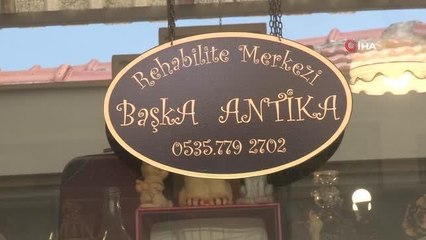 İHA
Rehabilite Merkezi
BaşkA ANTİKA
0535.779 2702